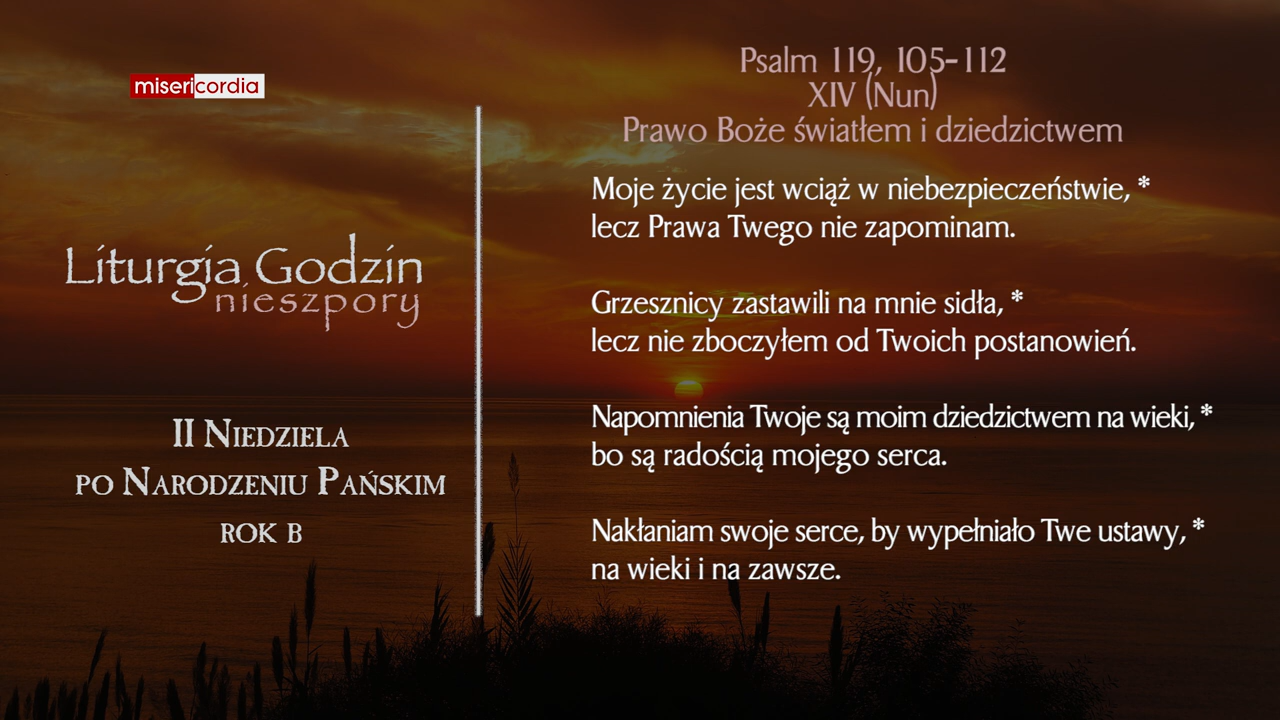 misericordia
Liturgia Godzin
nieszpory
II Niedziela
po Narodzeniu Pańskim
rok B
Psalm 119, 105-112
XIV (Nun)
Prawo Boże światłem i dziedzictwem
Moje życie jest wciąż w niebezpieczeństwie, *
lecz Prawa Twego nie zapominam.
Grzesznicy zastawili na mnie sidła, *
lecz nie zboczyłem od Twoich postanowień.
Napomnienia Twoje są moim dziedzictwem na wieki, *
bo są radością mojego serca.
Nakłaniam swoje serce, by wypełniało Twe ustawy, *
na wieki i na zawsze.